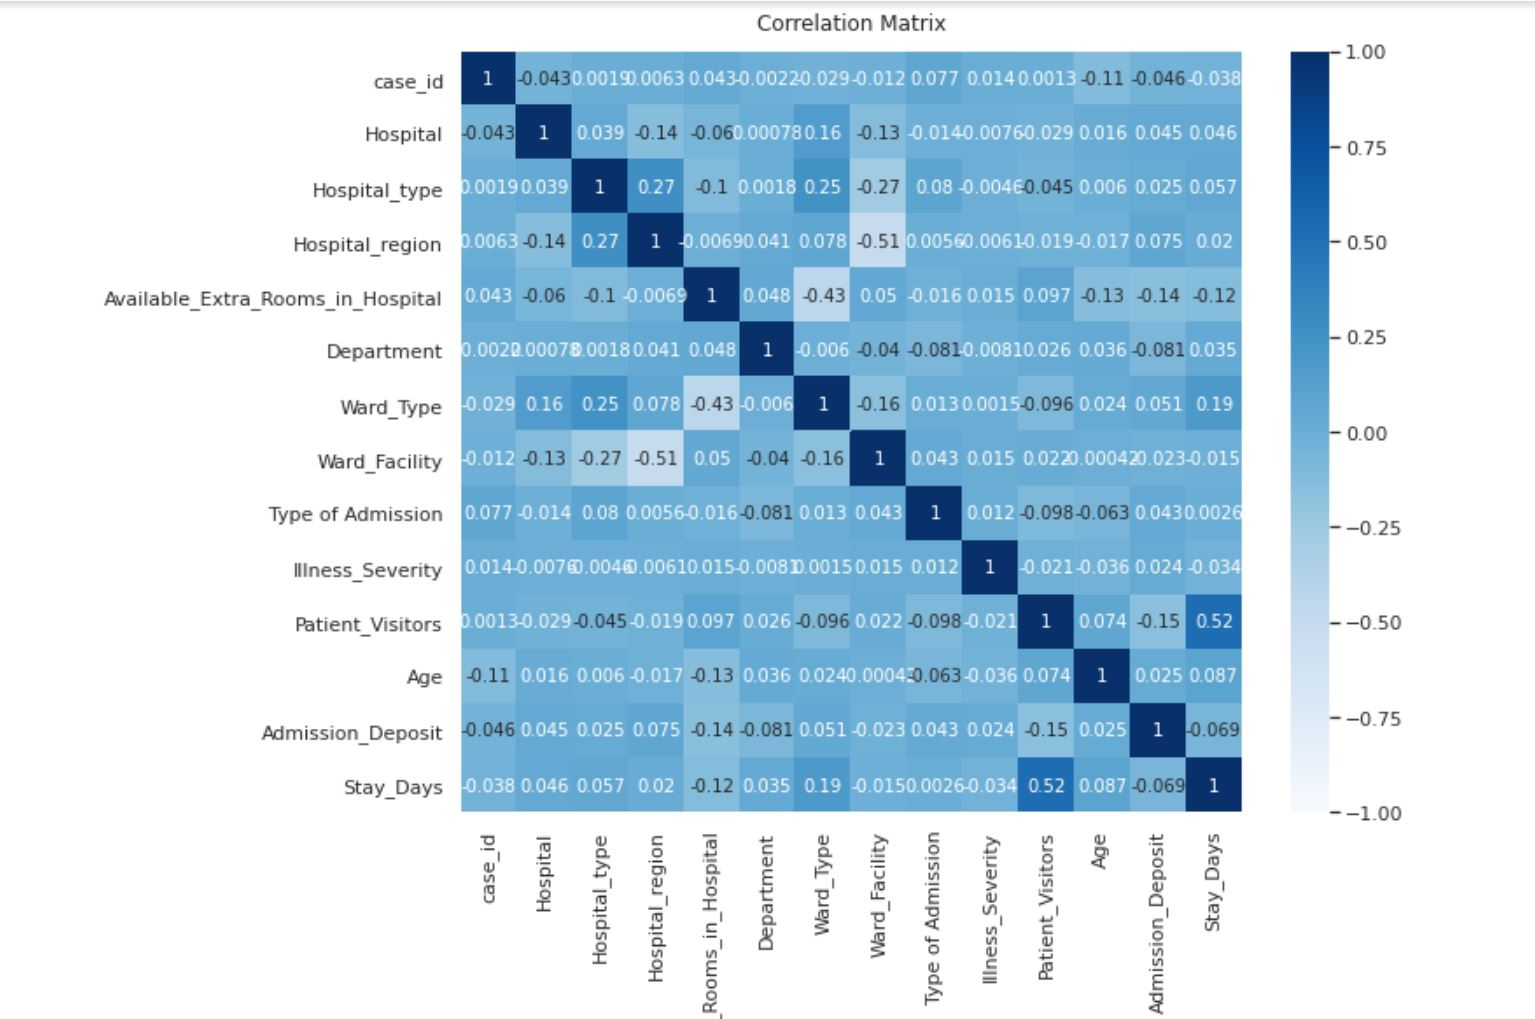 Correlation Matrix
case_id 1 -0.043 0.0019 0.0063 0.043 -0.0022 -0.029 -0.012 0.077 0.014 0.0013 -0.11 -0.046 -0.038
Hospital -0.043 1 0.039 -0.14 -0.06 0.00078 0.16 -0.13 -0.014 -0.0076 -0.029 0.016 0.045 0.046
Hospital_type 0.0019 0.039 1 0.27 -0.1 0.0018 0.25 -0.27 0.08 -0.0046 -0.045 0.006 0.025 0.057
Hospital_region 0.0063 -0.14 0.27 1 -0.0069 0.041 0.078 -0.51 0.0056 -0.0061 -0.019 -0.017 0.075 0.02
Available_Extra_Rooms_in_Hospital 0.043 -0.06 -0.1 -0.0069 1 0.048 -0.43 0.05 -0.016 0.015 0.097 -0.13 -0.14 -0.12
Department 0.0022 0.00078 0.0018 0.041 0.048 1 -0.006 -0.04 -0.081 -0.0081 0.026 0.036 -0.081 0.035
Ward_Type -0.029 0.16 0.25 0.078 -0.43 -0.006 1 -0.16 0.013 0.0015 -0.096 0.024 0.051 0.19
Ward_Facility -0.012 -0.13 -0.27 -0.51 0.05 -0.04 -0.16 1 0.043 0.015 0.022 0.00042 -0.023 -0.015
Type of Admission 0.077 -0.014 0.08 0.0056 -0.016 -0.081 0.013 0.043 1 0.012 -0.098 -0.063 0.043 0.0026
Illness_Severity 0.014 -0.0076 -0.0046 -0.0061 0.015 -0.0081 0.0015 0.015 0.012 1 -0.021 -0.036 0.024 -0.034
Patient_Visitors 0.0013 -0.029 -0.045 -0.019 0.097 0.026 -0.096 0.022 -0.098 -0.021 1 0.074 -0.15 0.52
Age -0.11 0.016 0.006 -0.017 -0.13 0.036 0.024 -0.063 -0.036 0.074 1 0.025 0.087
Admission_Deposit -0.046 0.045 0.025 0.075 -0.14 -0.081 0.051 -0.023 0.043 0.024 -0.15 0.025 1 -0.069
Stay_Days -0.038 0.046 0.057 0.02 -0.12 0.035 0.19 -0.015 0.0026 -0.034 0.52 0.087 -0.069 1
case_id
Hospital
Hospital_type
Hospital_region
_Rooms_in_Hospital
Department
Ward_Type
Ward_Facility
Type of Admission
Illness_Severity
Patient_Visitors
Age
Admission_Deposit
Stay_Days
1.00
0.75
0.50
0.25
0.00
−0.25
−0.50
−0.75
−1.00